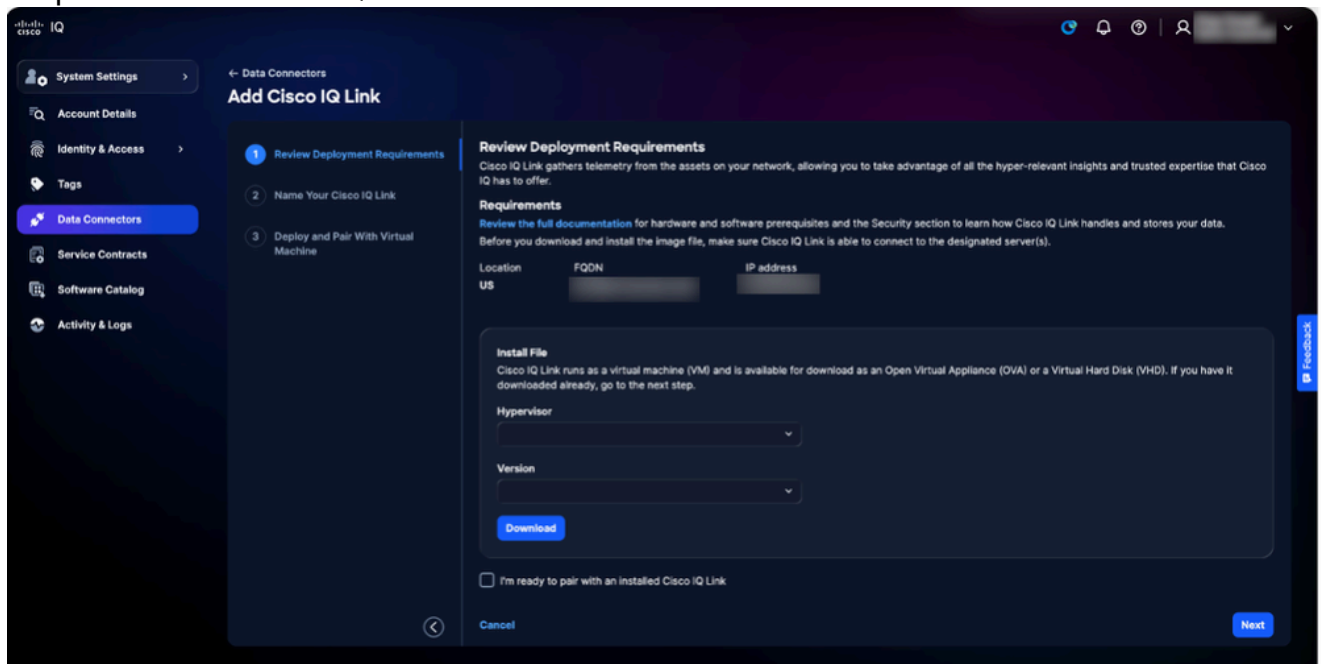 cisco IQ
System Settings
Account Details
Identity & Access
Tags
Data Connectors
Service Contracts
Software Catalog
Activity & Logs
← Data Connectors
Add Cisco IQ Link
1 Review Deployment Requirements
2 Name Your Cisco IQ Link
3 Deploy and Pair With Virtual
Machine
Review Deployment Requirements
Cisco IQ Link gathers telemetry from the assets on your network, allowing you to take advantage of all the hyper-relevant insights and trusted expertise that Cisco
IQ has to offer.
Requirements
Review the full documentation for hardware and software prerequisites and the Security section to learn how Cisco IQ Link handles and stores your data.
Before you download and install the image file, make sure Cisco IQ Link is able to connect to the designated server(s).
Location FQDN IP address
US
Install File
Cisco IQ Link runs as a virtual machine (VM) and is available for download as an Open Virtual Appliance (OVA) or a Virtual Hard Disk (VHD). If you have it
downloaded already, go to the next step.
Hypervisor
Version
Download
I'm ready to pair with an installed Cisco IQ Link
Cancel
Next
Feedback